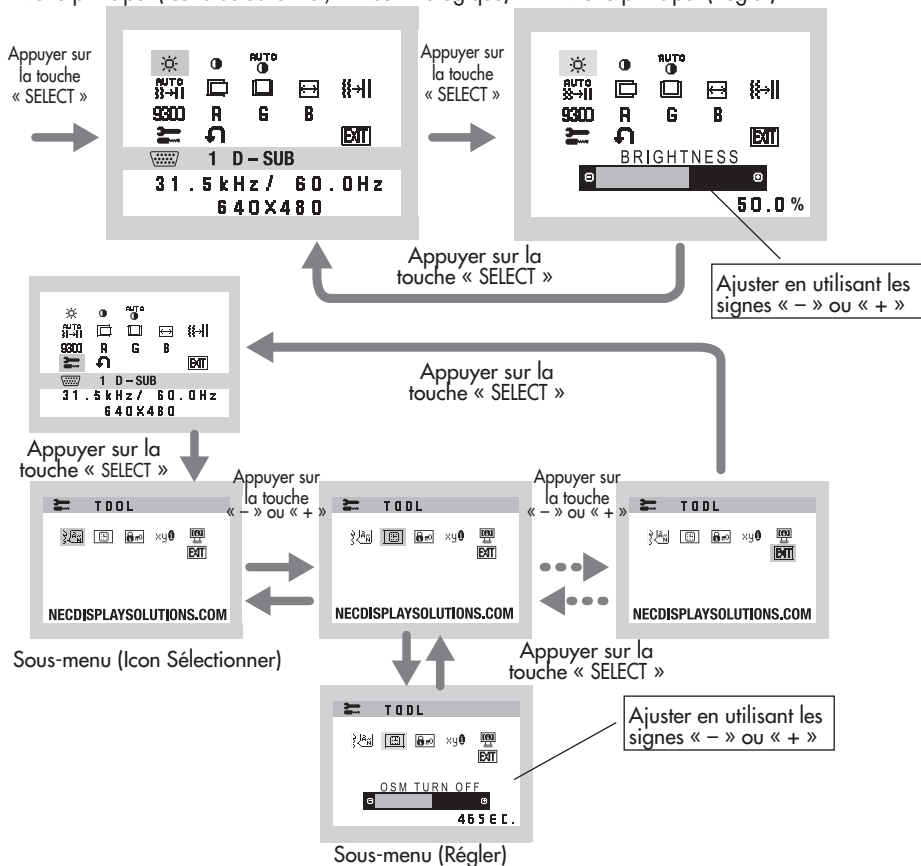 Appuyer sur
la touche
« SELECT »
AUTO
AUTO
9300 R G B
EXIT
1 D-SUB
31.5kHz/ 60.0Hz
640X480
Appuyer sur
la touche
« SELECT »
AUTO
AUTO
9300 R G B
EXIT
BRIGHTNESS
50.0%
Appuyer sur la
touche « SELECT »
Ajuster en utilisant les
signes « – » ou « + »
AUTO
AUTO
9300 R G B
EXIT
1 D-SUB
31.5kHz/ 60.0Hz
640X480
Appuyer sur la
touche « SELECT »
Appuyer sur la
touche « SELECT »
TOOL
EXIT
NECDISPLAYSOLUTIONS.COM
Sous-menu (Icon Sélectionner)
Appuyer sur
la touche
« – » ou « + »
TOOL
EXIT
NECDISPLAYSOLUTIONS.COM
Appuyer sur
la touche
« – » ou « + »
TOOL
EXIT
NECDISPLAYSOLUTIONS.COM
Appuyer sur la
touche « SELECT »
TOOL
EXIT
OSM TURN OFF
46SEC.
Ajuster en utilisant les
signes « – » ou « + »
Sous-menu (Régler)